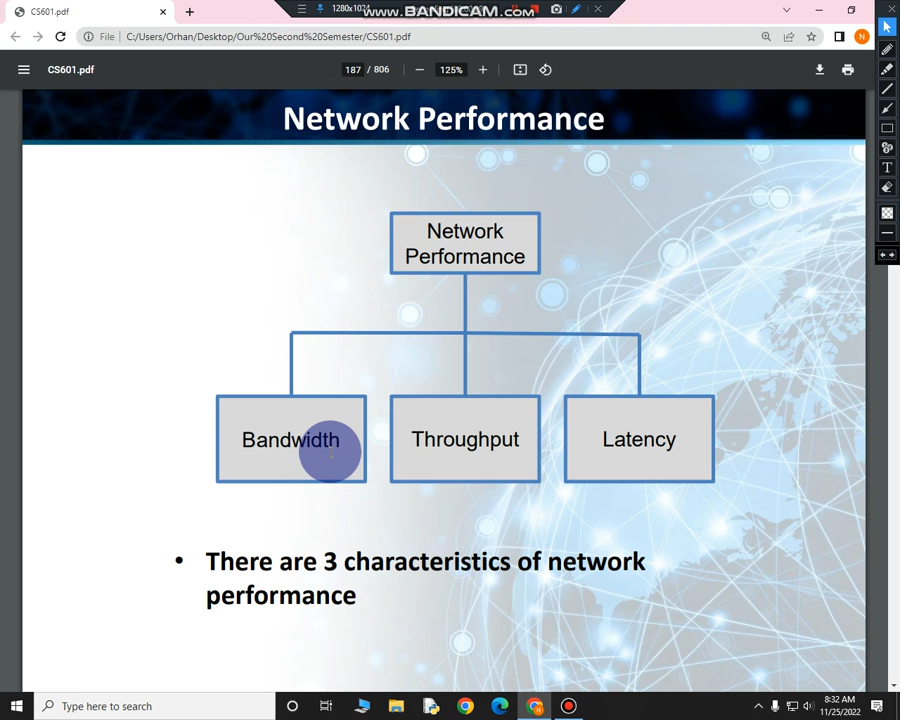 CS601.pdf
1280x1024
www.BANDICAM.com
File
C:/Users/Orhan/Desktop/Our%20Second%20Semester/CS601.pdf
N
CS601.pdf
187 / 806
125%
T
Network Performance
Network
Performance
Bandwidth
Throughput
Latency
• There are 3 characteristics of network
performance
Type here to search
8:32 AM
11/25/2022